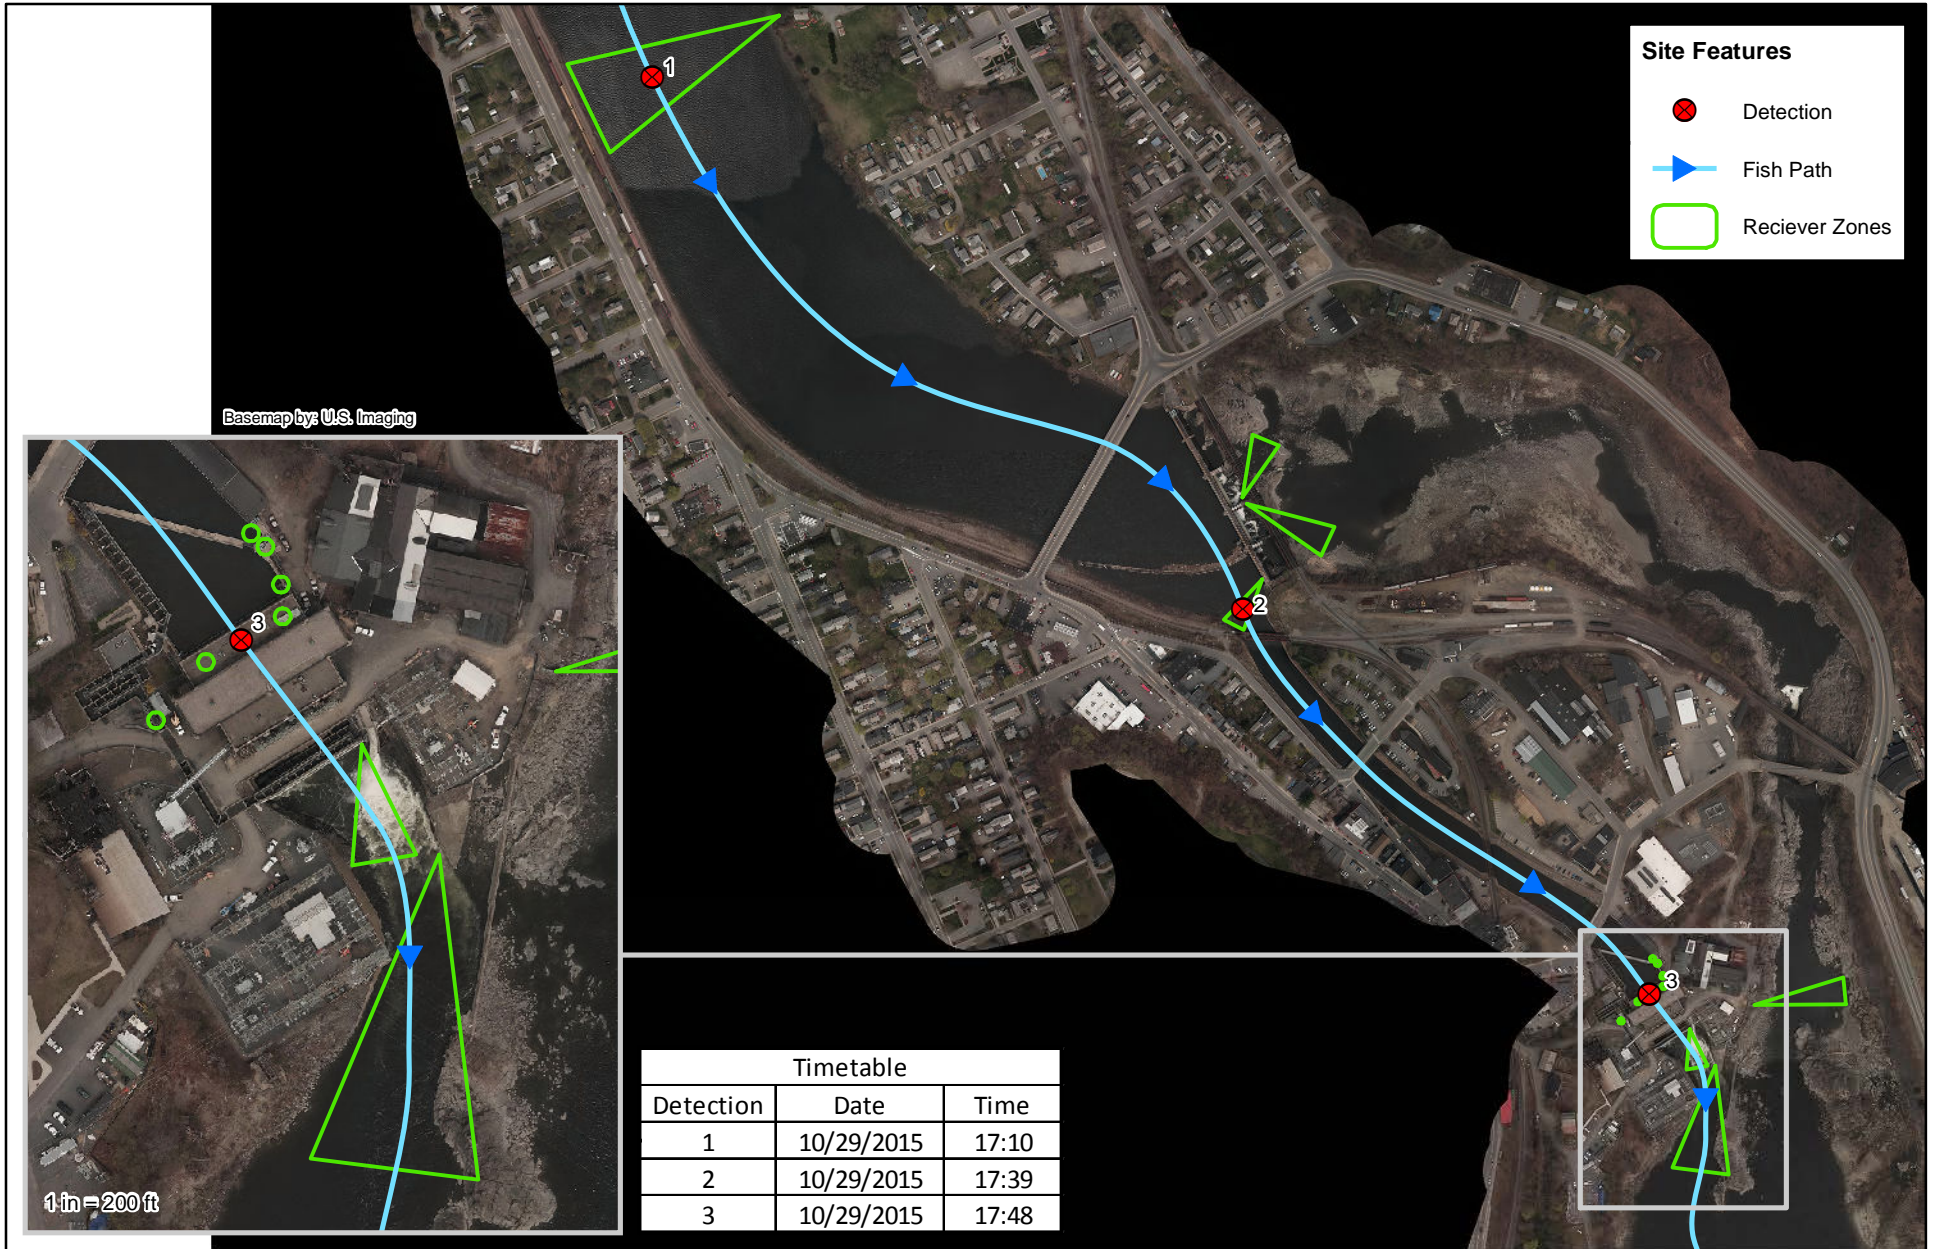 Site Features
Detection
Fish Path
Reciever Zones
1
2
3
Basemap by: U.S. Imaging
3
1 in = 200 ft
Timetable
Detection Date Time
1 10/29/2015 17:10
2 10/29/2015 17:39
3 10/29/2015 17:48